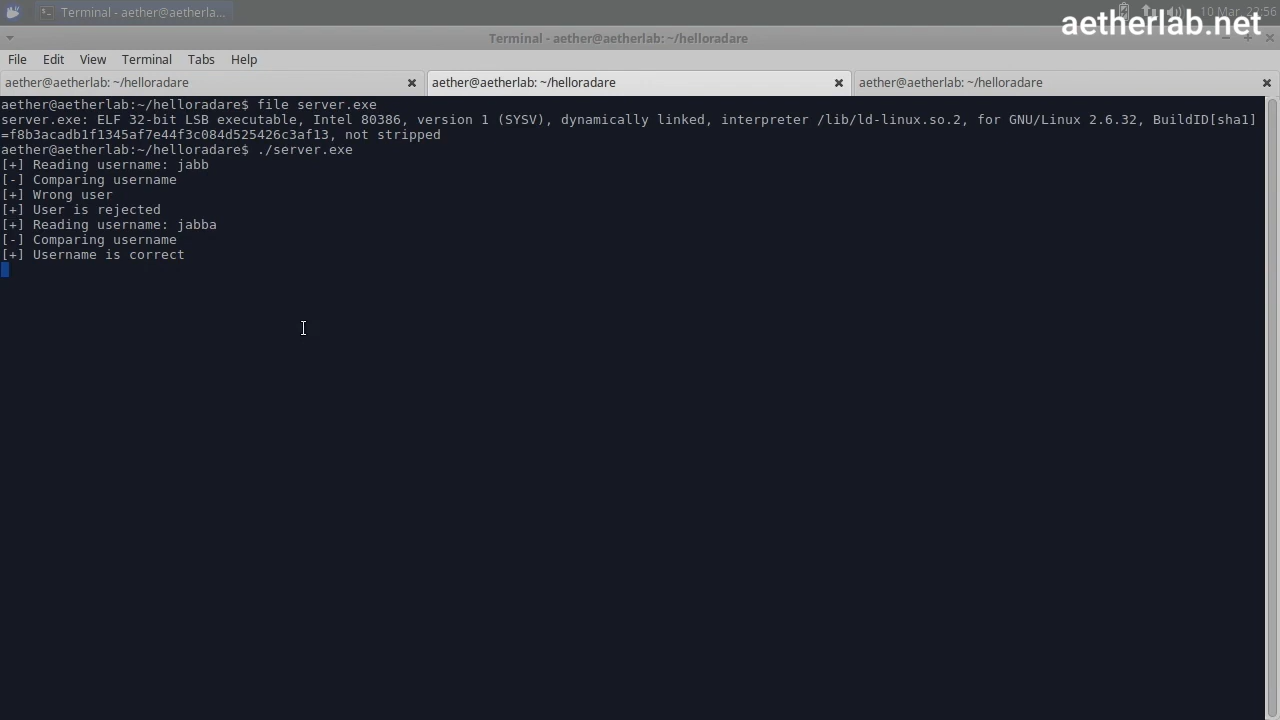 Terminal - aether@aetherla...
10 Mar, 22:56
aetherlab.net
Terminal - aether@aetherlab: ~/helloradare
File Edit View Terminal Tabs Help
aether@aetherlab: ~/helloradare aether@aetherlab: ~/helloradare aether@aetherlab: ~/helloradare
aether@aetherlab:~/helloradare$ file server.exe
server.exe: ELF 32-bit LSB executable, Intel 80386, version 1 (SYSV), dynamically linked, interpreter /lib/ld-linux.so.2, for GNU/Linux 2.6.32, BuildID[sha1]
=f8b3acadb1f1345af7e44f3c084d525426c3af13, not stripped
aether@aetherlab:~/helloradare$ ./server.exe
[+] Reading username: jabb
[-] Comparing username
[+] Wrong user
[+] User is rejected
[+] Reading username: jabba
[-] Comparing username
[+] Username is correct